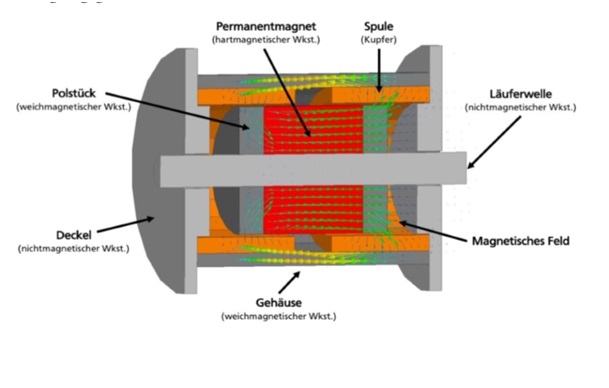 Permanentmagnet
(hartmagnetischer Wkst.)
Spule
(Kupfer)
Polstück
(weichmagnetischer Wkst.)
Läuferwelle
(nichtmagnetischer Wkst.)
Deckel
(nichtmagnetischer Wkst.)
Magnetisches Feld
Gehäuse
(weichmagnetischer Wkst.)